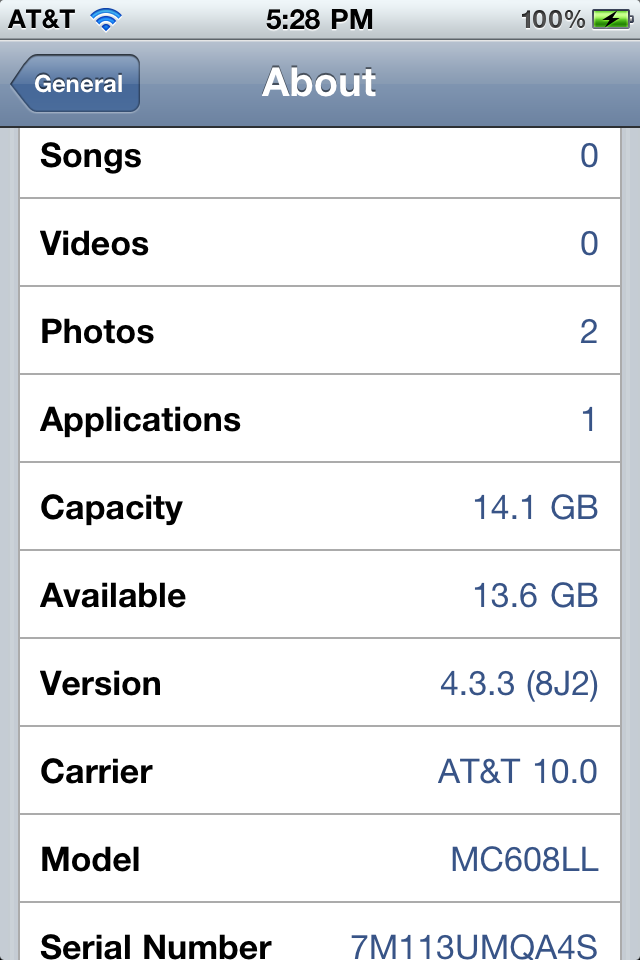 AT&T 5:28 PM 100%
General About
Songs 0
Videos 0
Photos 2
Applications 1
Capacity 14.1 GB
Available 13.6 GB
Version 4.3.3 (8J2)
Carrier AT&T 10.0
Model MC608LL
Serial Number 7M113UMQA4S